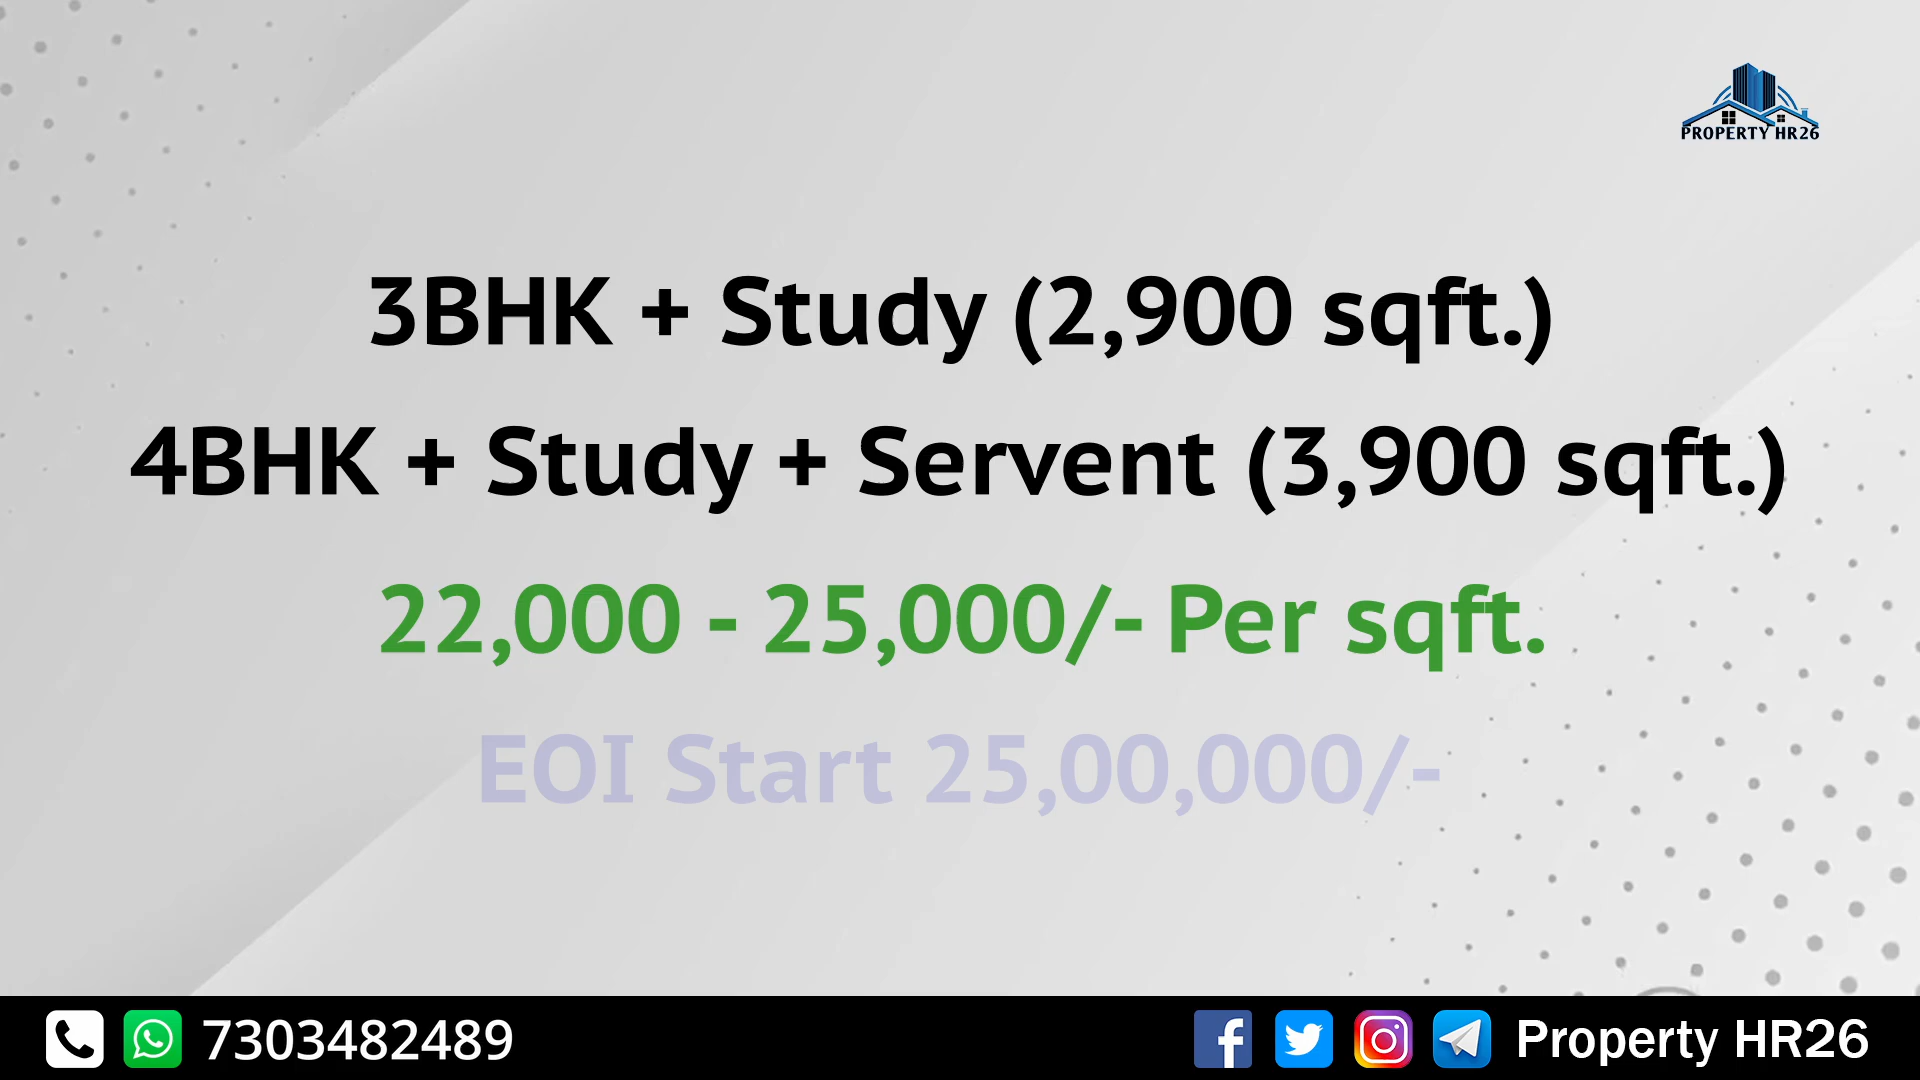 PROPERTY HR26
3BHK + Study (2,900 sqft.)
4BHK + Study + Servent (3,900 sqft.)
22,000 - 25,000/- Per sqft.
EOI Start 25,00,000/-
7303482489
Property HR26